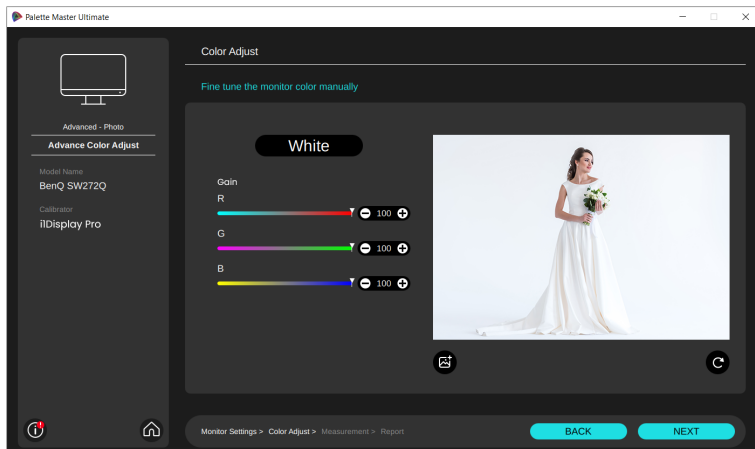 Palette Master Ultimate
Color Adjust
Fine tune the monitor color manually
Advanced - Photo
Advance Color Adjust
Model Name
BenQ SW272Q
Calibrator
i1Display Pro
White
Gain
R
100
G
100
B
100
Monitor Settings > Color Adjust > Measurement > Report
BACK
NEXT